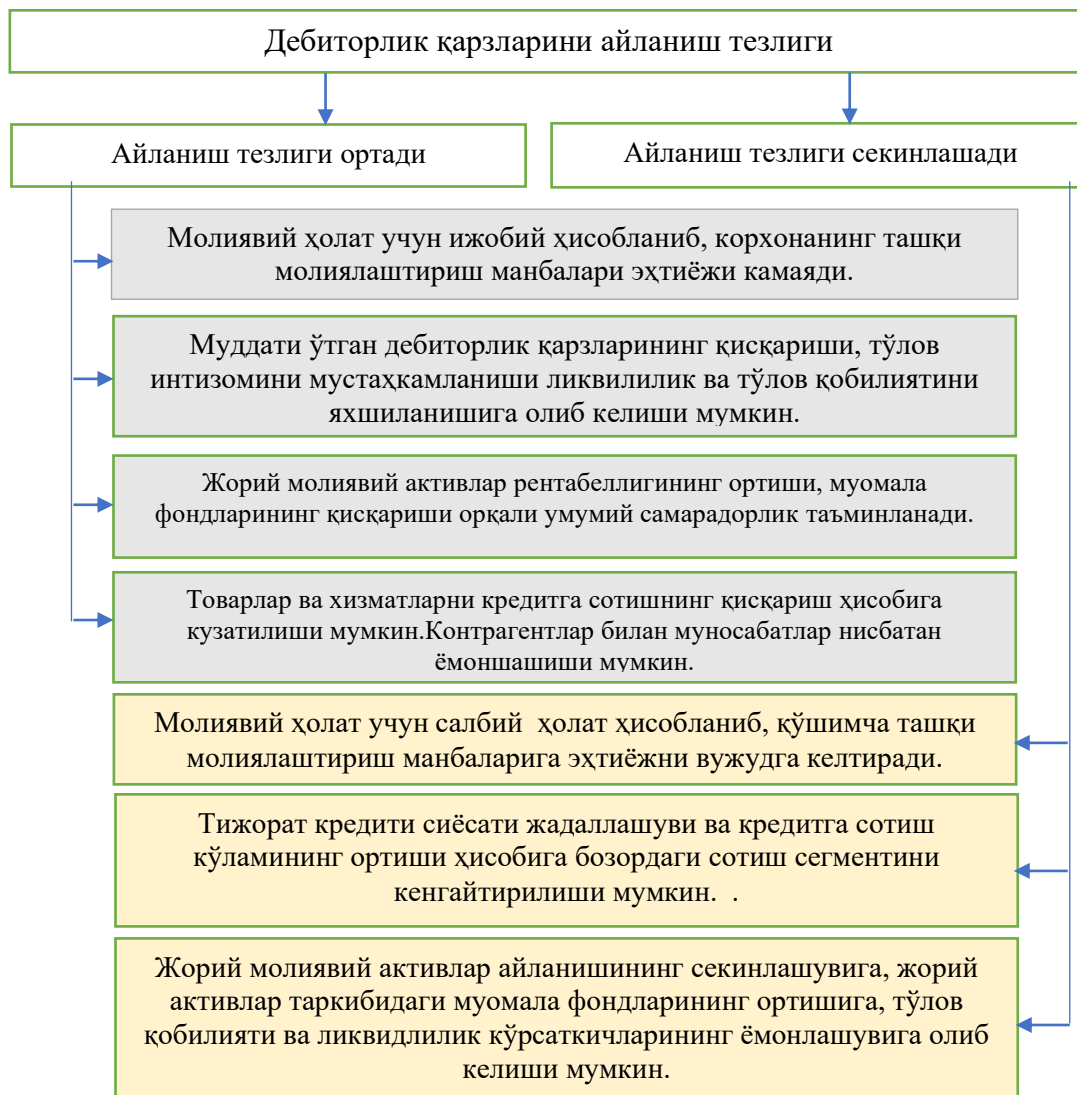 Дебиторлик қарзларини айланиш тезлиги
Айланиш тезлиги ортади
Айланиш тезлиги секинлашади
Молиявий ҳолат учун ижобий ҳисобланиб, корхонанинг ташқи
молиялаштириш манбалари эҳтиёжи камаяди.
Муддати ўтган дебиторлик қарзларининг қисқариши, тўлов
интизомини мустаҳкамланиши ликвилилик ва тўлов қобилиятини
яхшиланишига олиб келиши мумкин.
Жорий молиявий активлар рентабеллигининг ортиши, муомала
фондларининг қисқариши орқали умумий самарадорлик таъминланади.
Товарлар ва хизматларни кредитга сотишнинг қисқариш ҳисобига
кузатилиши мумкин.Контрагентлар билан муносабатлар нисбатан
ёмоншашиши мумкин.
Молиявий ҳолат учун салбий  ҳолат ҳисобланиб, қўшимча ташқи
молиялаштириш манбаларига эҳтиёжни вужудга келтиради.
Тижорат кредити сиёсати жадаллашуви ва кредитга сотиш
кўламининг ортиши ҳисобига бозордаги сотиш сегментини
кенгайтирилиши мумкин.  .
Жорий молиявий активлар айланишининг секинлашувига, жорий
активлар таркибидаги муомала фондларининг ортишига, тўлов
қобилияти ва ликвидлилик кўрсаткичларининг ёмонлашувига олиб
келиши мумкин.